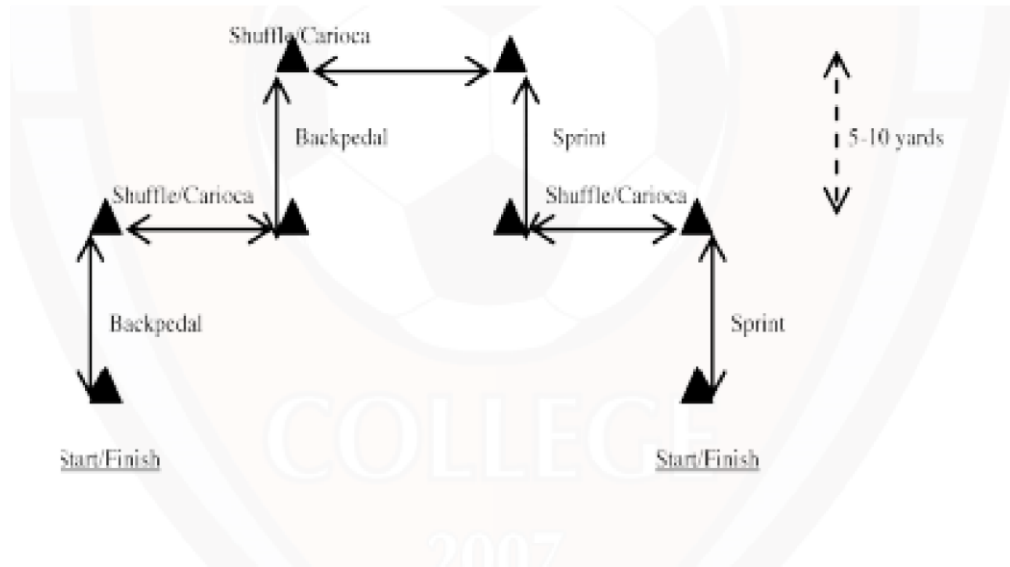 Shuffle/Carioca
Backpedal
Sprint
5-10 yards
Shuffle/Carioca
Shuffle/Carioca
Backpedal
Sprint
COLLEGE
Start/Finish
Start/Finish
2007